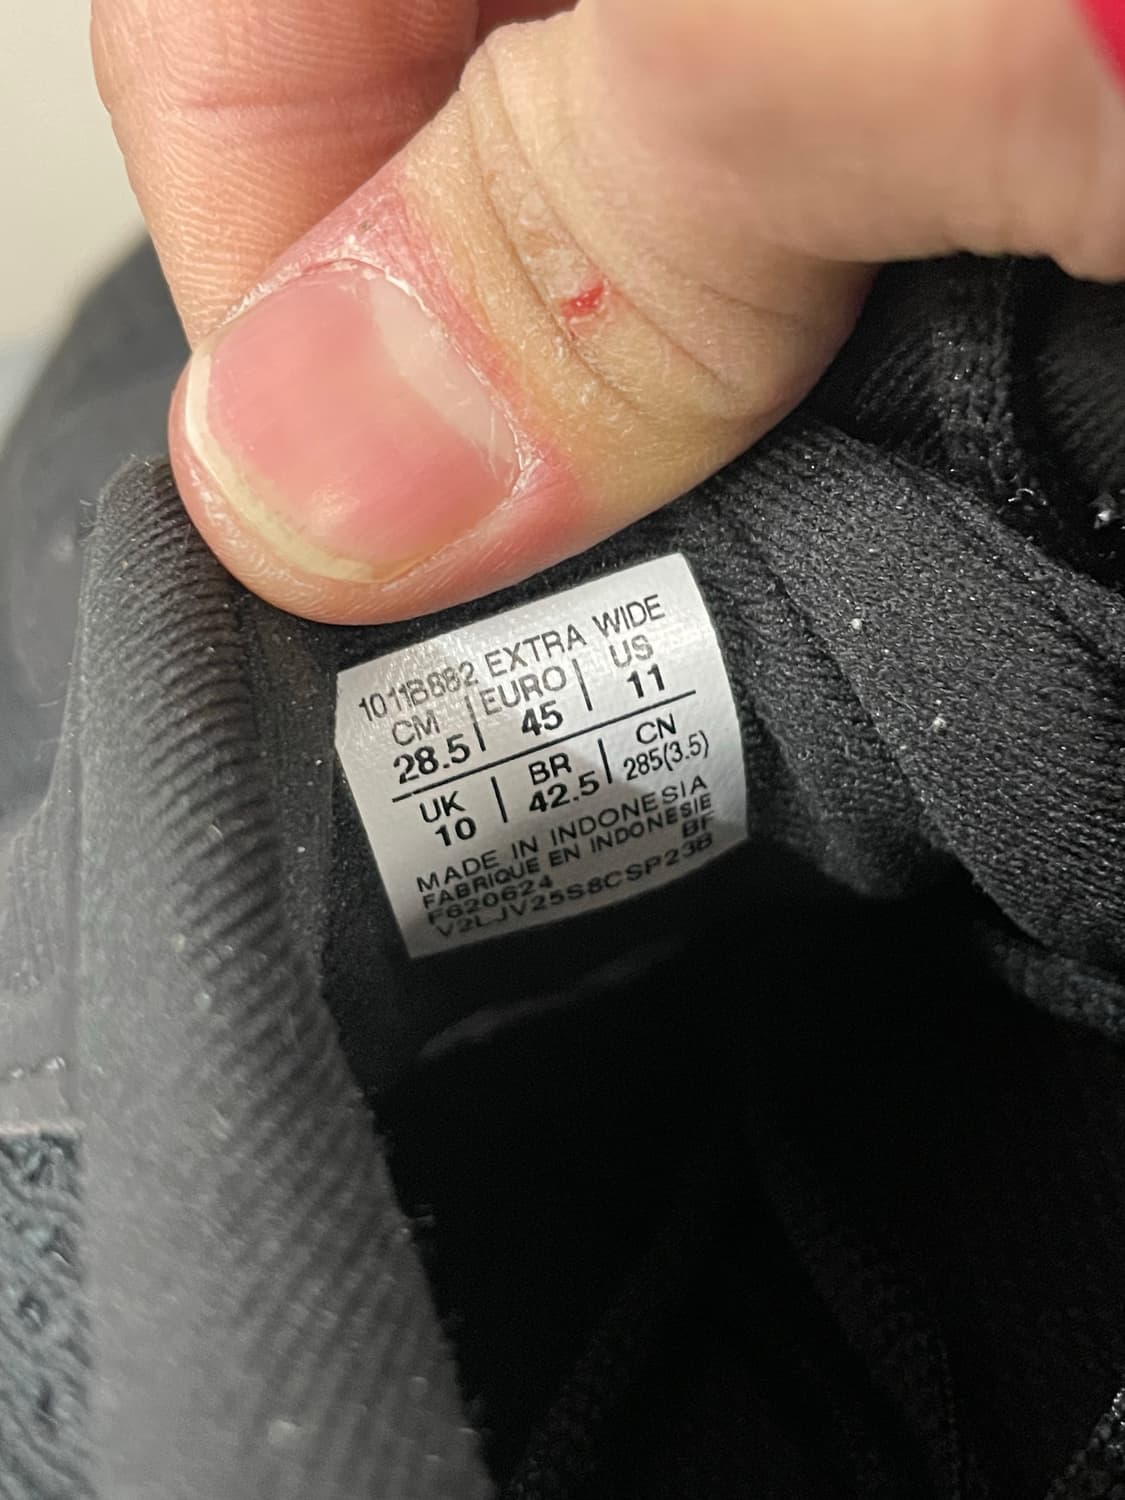 1011B882 EXTRA WIDE
CM | EURO | US
28.5 | 45 | 11
UK | BR | CN
10 | 42.5 | 285(3.5)
MADE IN INDONESIA
FABRIQUE EN INDONESIE
F620624 BF
V2LJV25S8CSP23B